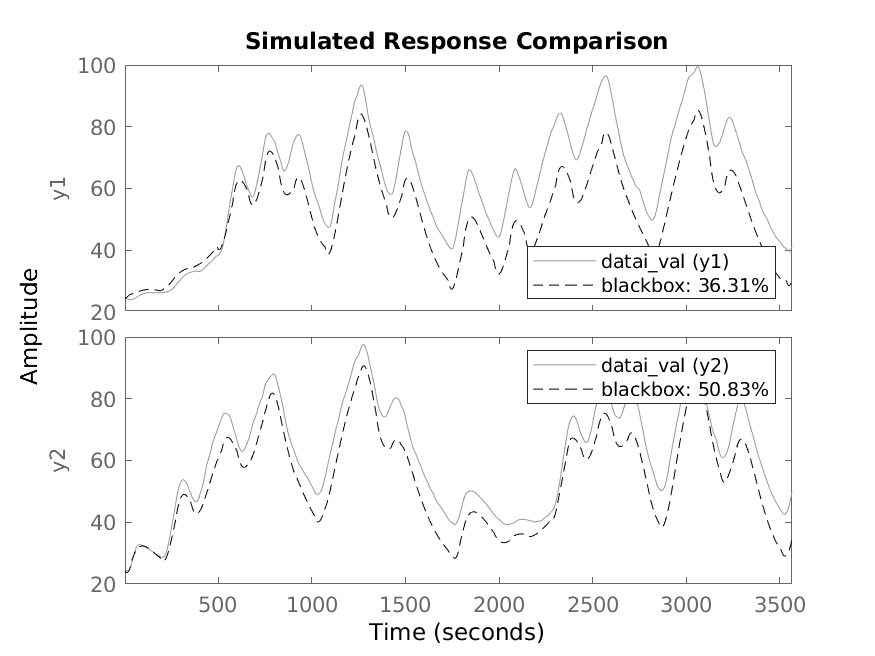 Simulated Response Comparison
100
80
60
40
20
y1
datai_val (y1)
blackbox: 36.31%
Amplitude
100
80
60
40
20
y2
datai_val (y2)
blackbox: 50.83%
500 1000 1500 2000 2500 3000 3500
Time (seconds)